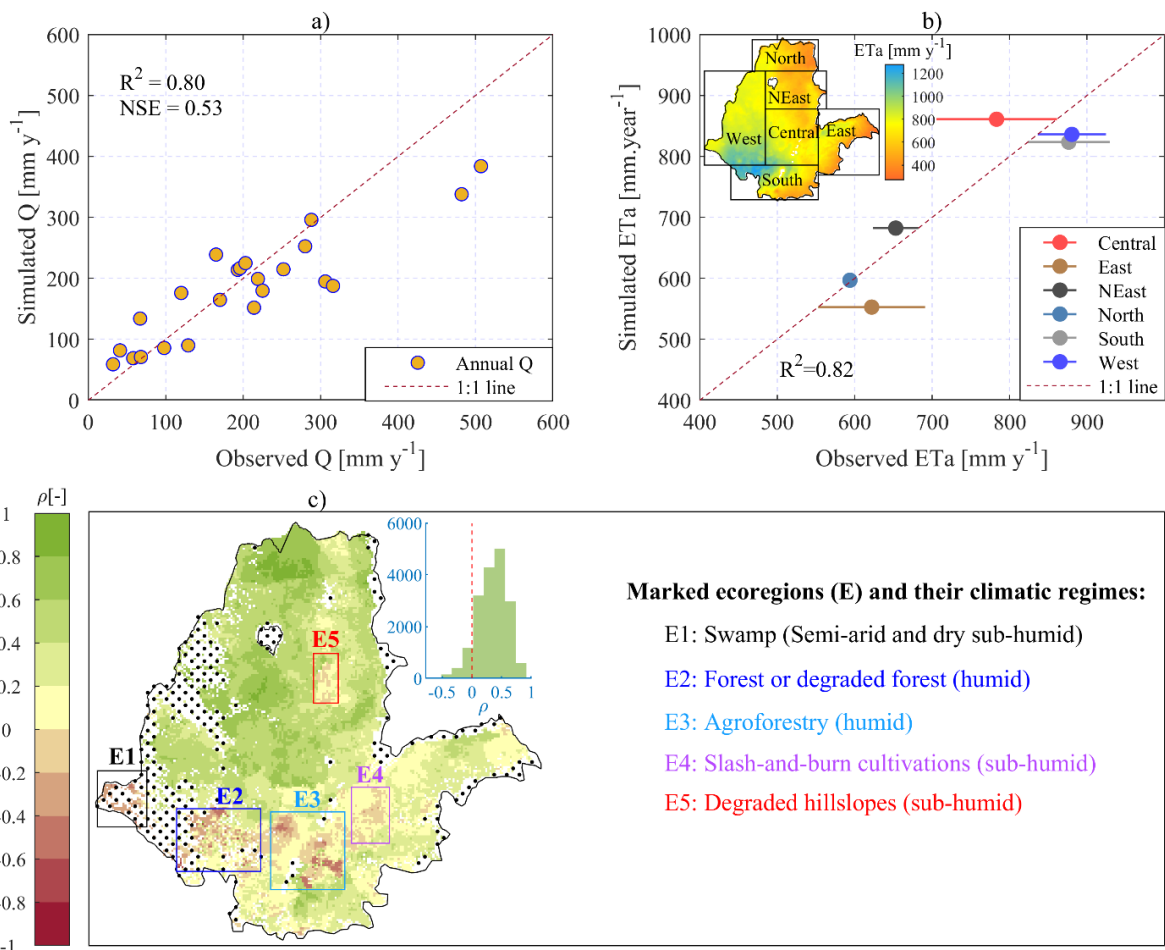 a)
600
500
400
300
200
100
0
0 100 200 300 400 500 600
Simulated Q [mm y⁻¹]
Observed Q [mm y⁻¹]
R² = 0.80
NSE = 0.53
Annual Q
1:1 line
b)
1000
900
800
700
600
500
400
400 500 600 700 800 900
Simulated ETa [mm.year⁻¹]
Observed ETa [mm y⁻¹]
ETa [mm y⁻¹]
1200
1000
800
600
400
North
NEast
West
Central
East
South
R²=0.82
Central
East
NEast
North
South
West
1:1 line
c)
ρ[-]
1
0.8
0.6
0.4
0.2
0
-0.2
-0.4
-0.6
-0.8
-1
6000
4000
2000
0
-0.5 0 0.5 1
ρ
E5
E1
E4
E2
E3
Marked ecoregions (E) and their climatic regimes:
E1: Swamp (Semi-arid and dry sub-humid)
E2: Forest or degraded forest (humid)
E3: Agroforestry (humid)
E4: Slash-and-burn cultivations (sub-humid)
E5: Degraded hillslopes (sub-humid)